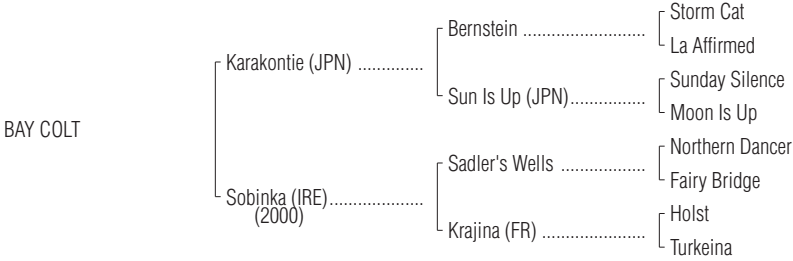 Storm Cat
Bernstein ..........................
La Affirmed
Karakontie (JPN) ..............
Sunday Silence
Sun Is Up (JPN)................
Moon Is Up
BAY COLT
Northern Dancer
Sadler's Wells ..................
Fairy Bridge
Sobinka (IRE)....................
(2000)
Holst
Krajina (FR) ......................
Turkeina